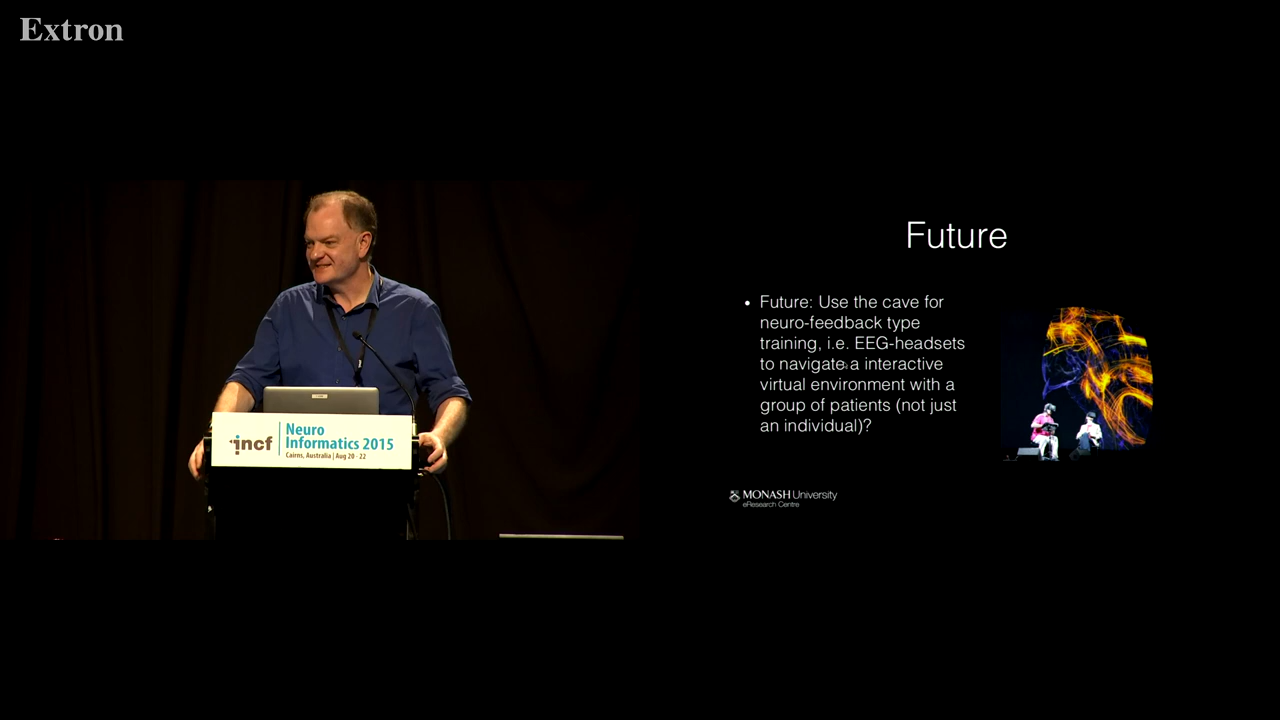 Extron
Future
• Future: Use the cave for
neuro-feedback type
training, i.e. EEG-headsets
to navigate a interactive
virtual environment with a
group of patients (not just
an individual)?
MONASH University
eResearch Centre
incf
Neuro
Informatics 2015
Cairns, Australia | Aug 20 - 22